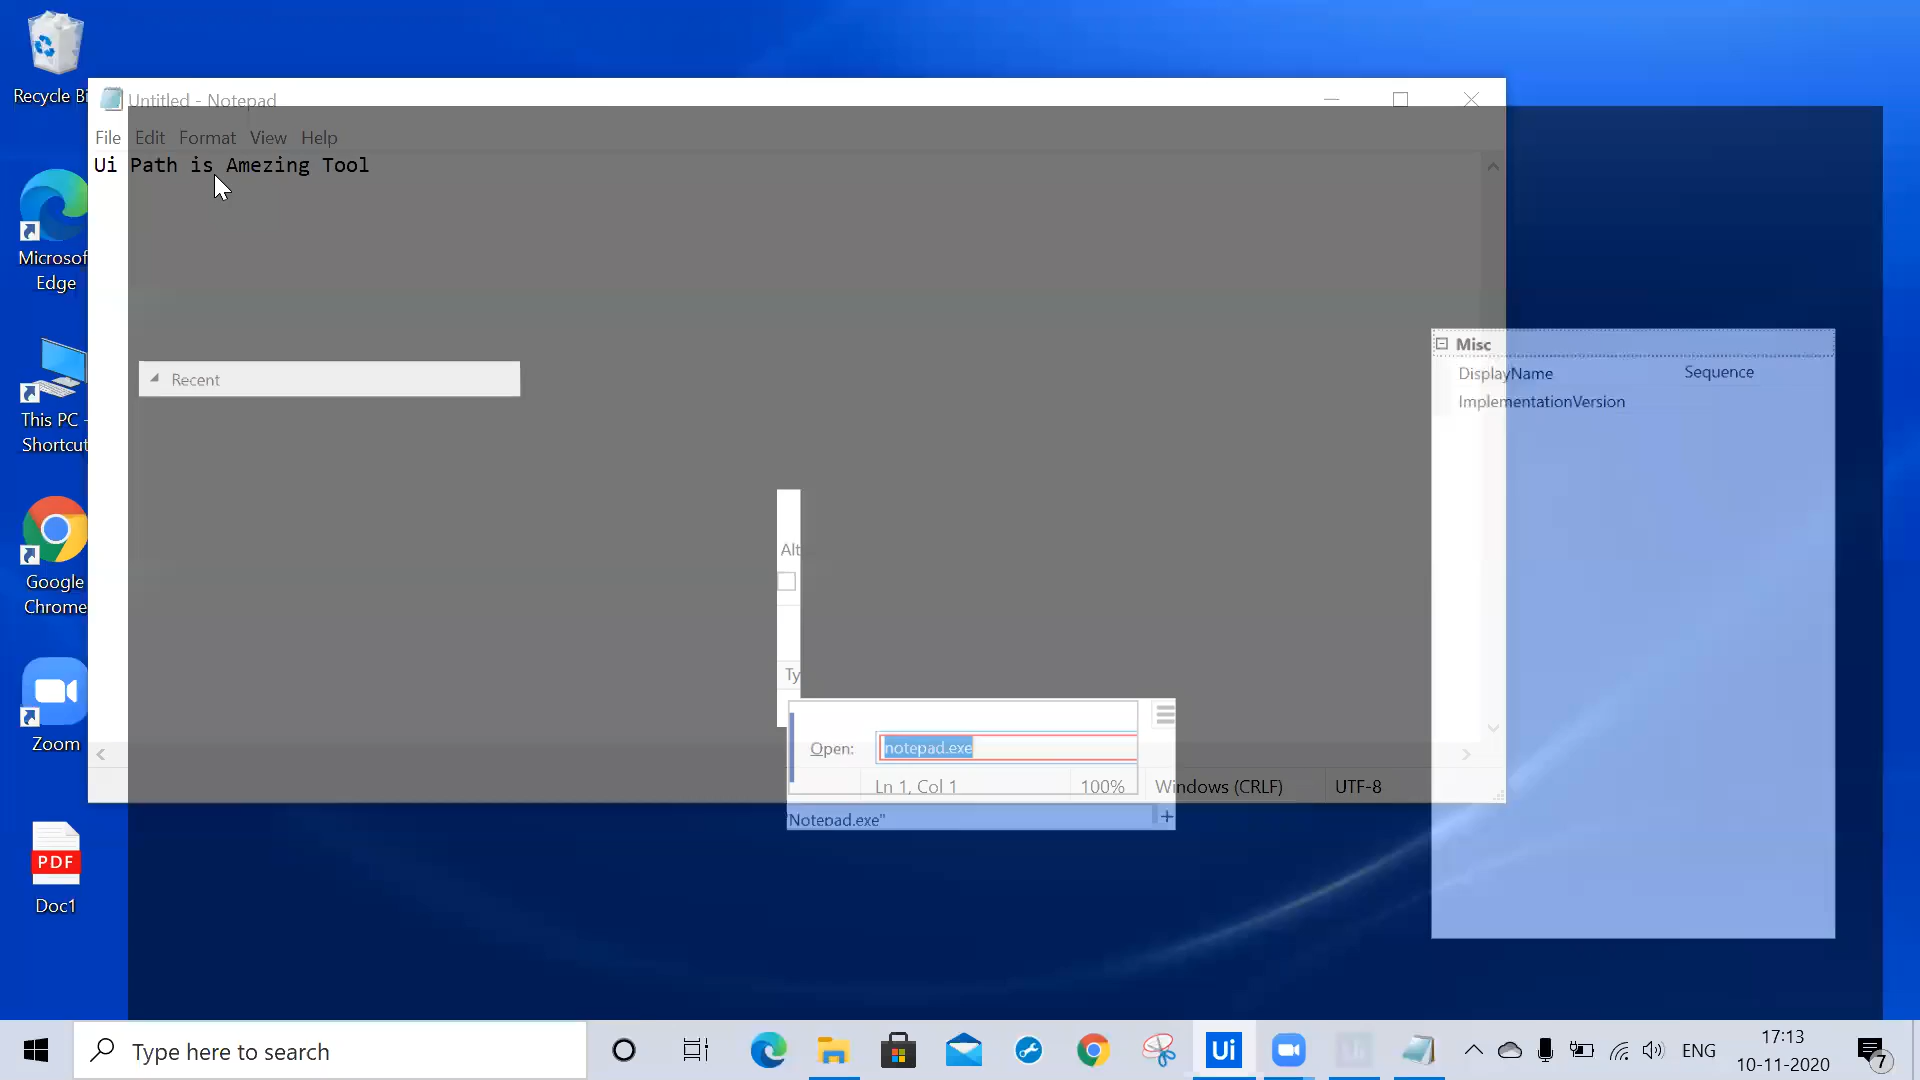 Recycle Bi
Untitled - Notepad
File Edit Format View Help
Ui Path is Amezing Tool
Microsof
Edge
This PC -
Shortcut
Google
Chrome
Zoom
PDF
Doc1
Recent
Misc
DisplayName Sequence
ImplementationVersion
Alt
Ty
Open: notepad.exe
Ln 1, Col 1 100% Windows (CRLF) UTF-8
Notepad.exe"
Type here to search
Ui
Ui
ENG
17:13
10-11-2020
7